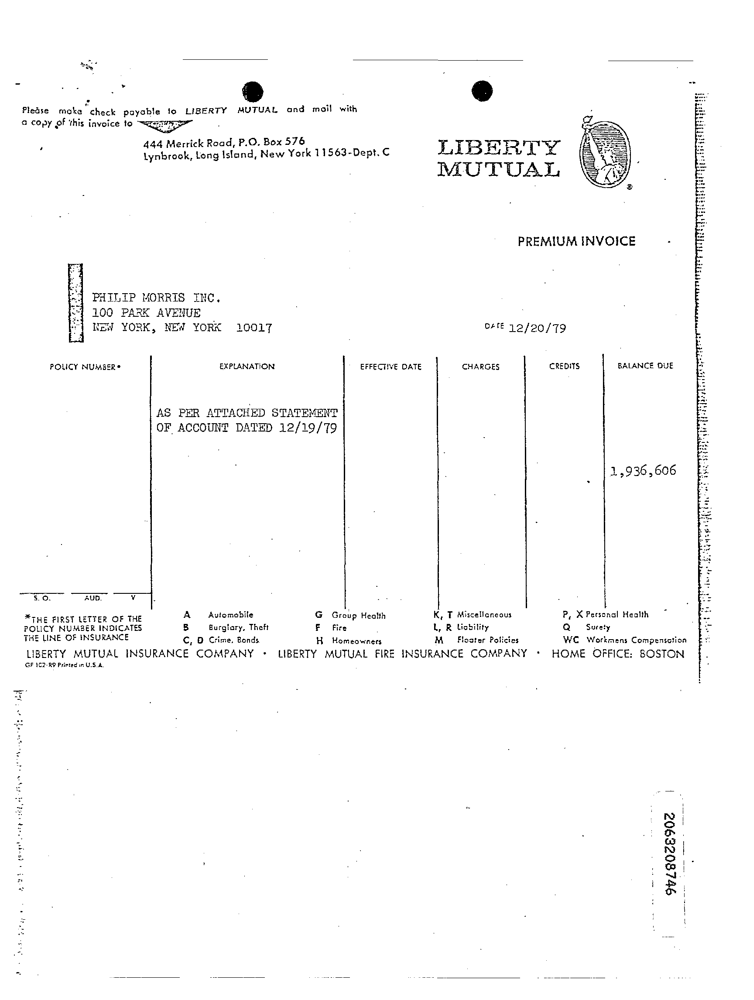 Please make check payable to LIBERTY MUTUAL and mail with
a copy of this invoice to
444 Merrick Road, P.O. Box 576
Lynbrook, Long Island, New York 11563-Dept. C
LIBERTY
MUTUAL
®
PREMIUM INVOICE
PHILIP MORRIS INC.
100 PARK AVENUE
NEW YORK, NEW YORK 10017
DATE 12/20/79
POLICY NUMBER* EXPLANATION EFFECTIVE DATE CHARGES CREDITS BALANCE DUE
AS PER ATTACHED STATEMENT
OF ACCOUNT DATED 12/19/79
1,936,606
S. O. AUD. V
*THE FIRST LETTER OF THE
POLICY NUMBER INDICATES
THE LINE OF INSURANCE
A Automobile
B Burglary, Theft
C, D Crime, Bonds
G Group Health
F Fire
H Homeowners
K, T Miscellaneous
L, R Liability
M Floater Policies
P, X Personal Health
Q Surety
WC Workmens Compensation
LIBERTY MUTUAL INSURANCE COMPANY • LIBERTY MUTUAL FIRE INSURANCE COMPANY • HOME OFFICE: BOSTON
GF 102-R9 Printed in U.S.A.
2063208746